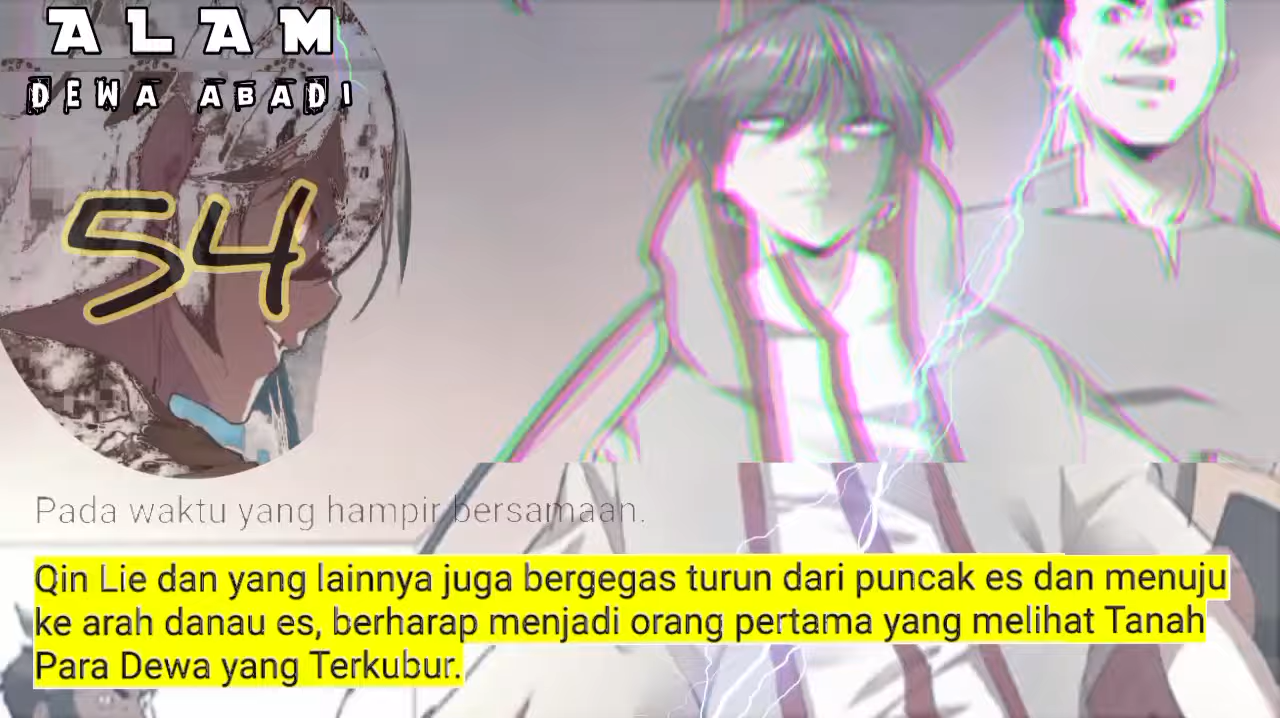 ALAM
DEWA ABADI
54
Pada waktu yang hampir bersamaan.
Qin Lie dan yang lainnya juga bergegas turun dari puncak es dan menuju
ke arah danau es, berharap menjadi orang pertama yang melihat Tanah
Para Dewa yang Terkubur.